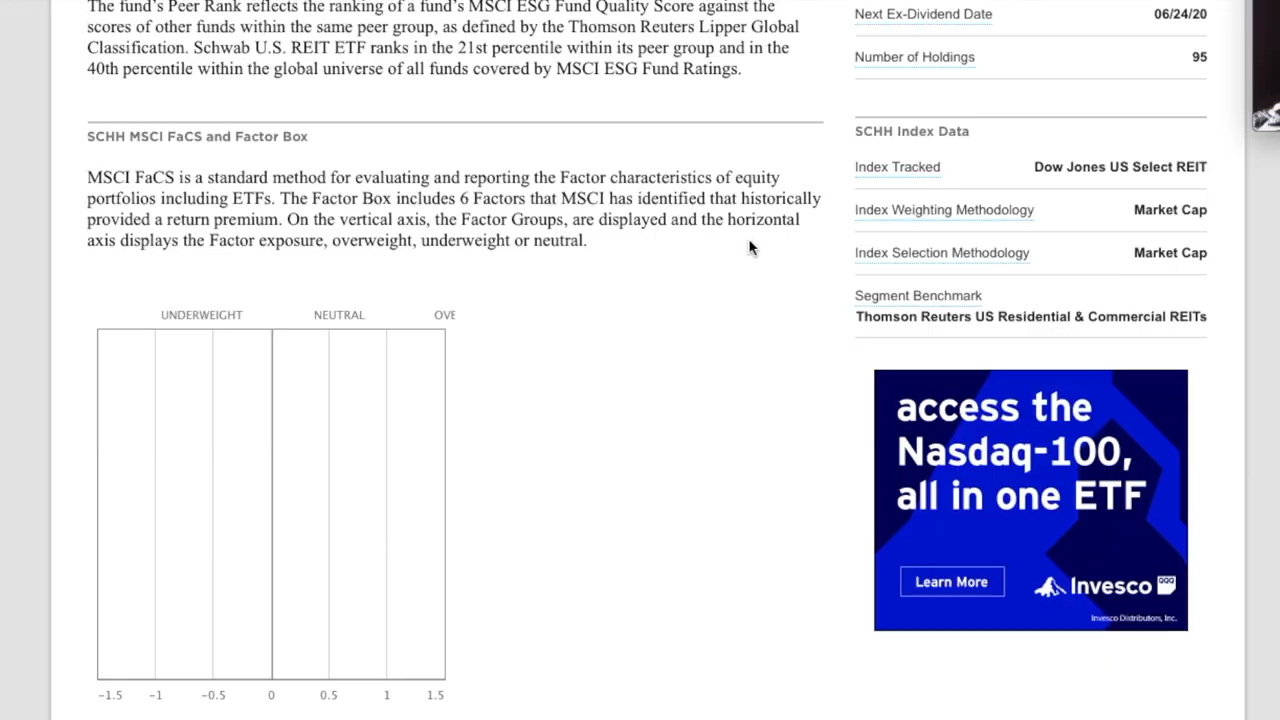 The fund's Peer Rank reflects the ranking of a fund's MSCI ESG Fund Quality Score against the
scores of other funds within the same peer group, as defined by the Thomson Reuters Lipper Global
Classification. Schwab U.S. REIT ETF ranks in the 21st percentile within its peer group and in the
40th percentile within the global universe of all funds covered by MSCI ESG Fund Ratings.
SCHH MSCI FaCS and Factor Box
MSCI FaCS is a standard method for evaluating and reporting the Factor characteristics of equity
portfolios including ETFs. The Factor Box includes 6 Factors that MSCI has identified that historically
provided a return premium. On the vertical axis, the Factor Groups, are displayed and the horizontal
axis displays the Factor exposure, overweight, underweight or neutral.
UNDERWEIGHT NEUTRAL OVE
−1.5 −1 −0.5 0 0.5 1 1.5
Next Ex-Dividend Date 06/24/20
Number of Holdings 95
SCHH Index Data
Index Tracked Dow Jones US Select REIT
Index Weighting Methodology Market Cap
Index Selection Methodology Market Cap
Segment Benchmark
Thomson Reuters US Residential & Commercial REITs
access the
Nasdaq-100,
all in one ETF
Learn More Invesco QQQ
Invesco Distributors, Inc.